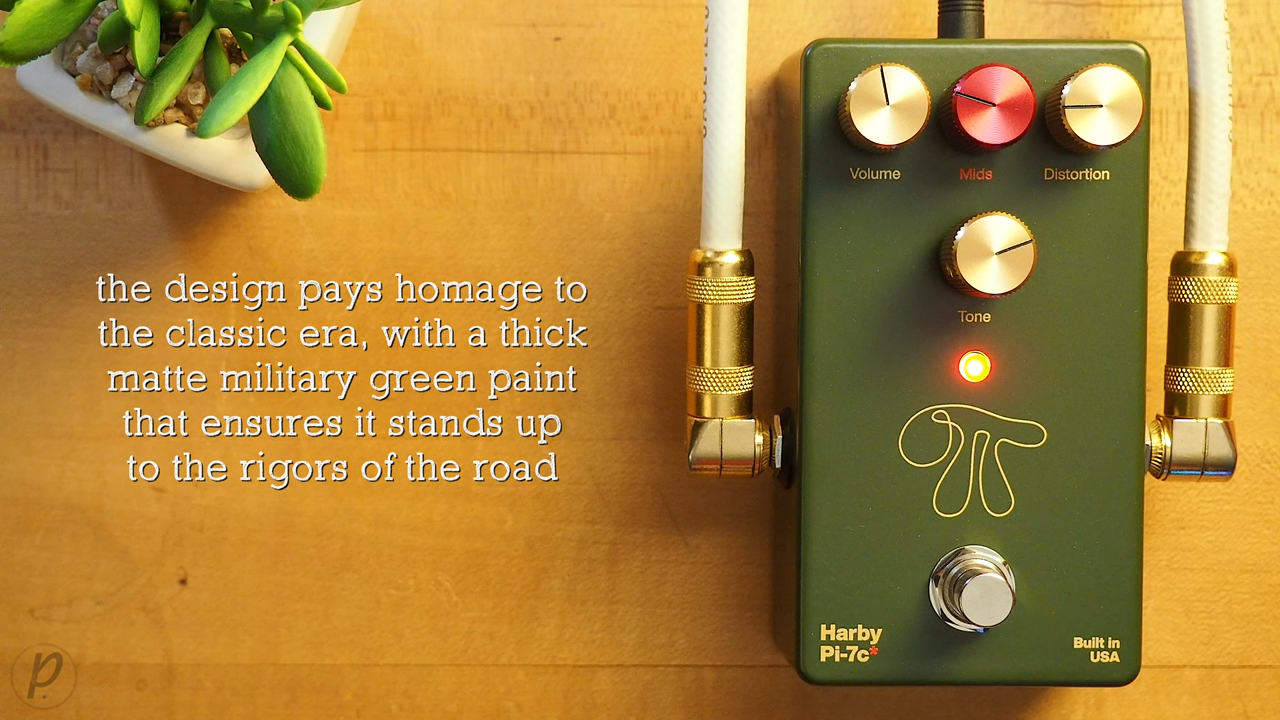 the design pays homage to
the classic era, with a thick
matte military green paint
that ensures it stands up
to the rigors of the road
Volume
Mids
Distortion
Tone
Harby
Pi-7c*
Built in
USA
p.